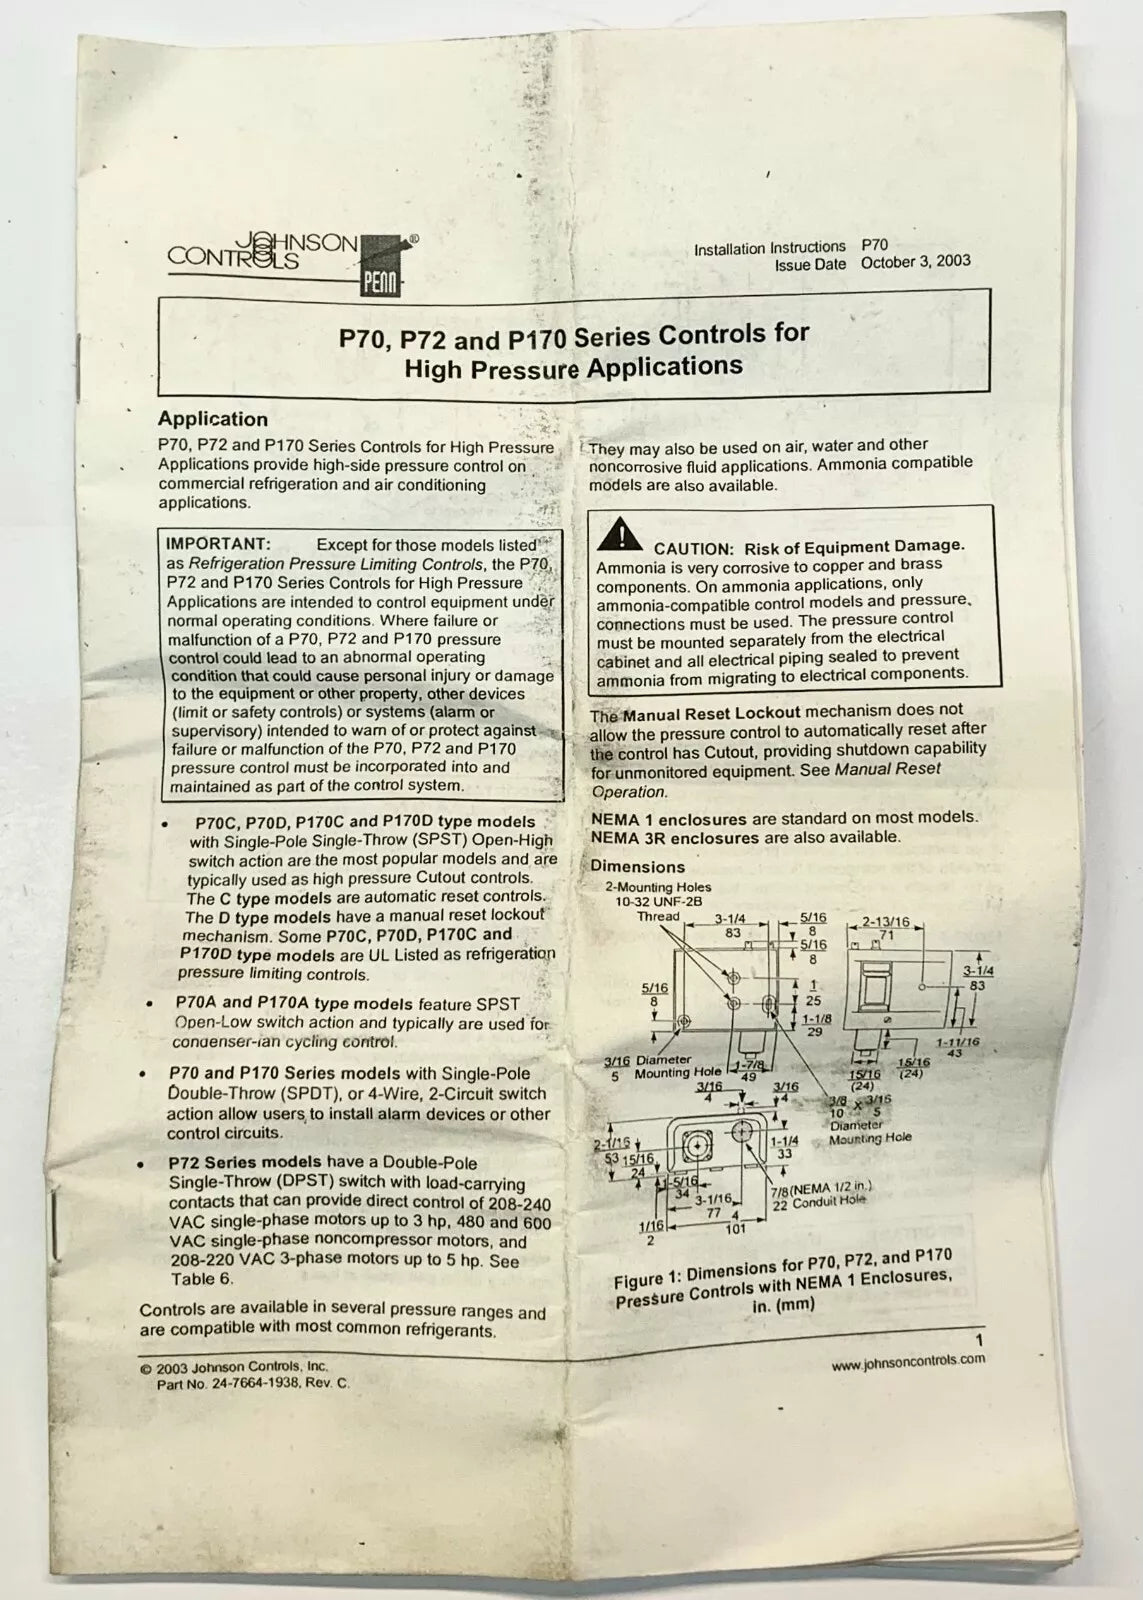 JOHNSON
CONTROLS
PENN
®
Installation Instructions P70
Issue Date October 3, 2003
P70, P72 and P170 Series Controls for
High Pressure Applications
Application
P70, P72 and P170 Series Controls for High Pressure
Applications provide high-side pressure control on
commercial refrigeration and air conditioning
applications.
IMPORTANT: Except for those models listed
as Refrigeration Pressure Limiting Controls, the P70,
P72 and P170 Series Controls for High Pressure
Applications are intended to control equipment under
normal operating conditions. Where failure or
malfunction of a P70, P72 and P170 pressure
control could lead to an abnormal operating
condition that could cause personal injury or damage
to the equipment or other property, other devices
(limit or safety controls) or systems (alarm or
supervisory) intended to warn of or protect against
failure or malfunction of the P70, P72 and P170
pressure control must be incorporated into and
maintained as part of the control system.
• P70C, P70D, P170C and P170D type models
with Single-Pole Single-Throw (SPST) Open-High
switch action are the most popular models and are
typically used as high pressure Cutout controls.
The C type models are automatic reset controls.
The D type models have a manual reset lockout
mechanism. Some P70C, P70D, P170C and
P170D type models are UL Listed as refrigeration
pressure limiting controls.
• P70A and P170A type models feature SPST
Open-Low switch action and typically are used for
condenser-fan cycling control.
• P70 and P170 Series models with Single-Pole
Double-Throw (SPDT), or 4-Wire, 2-Circuit switch
action allow users to install alarm devices or other
control circuits.
• P72 Series models have a Double-Pole
Single-Throw (DPST) switch with load-carrying
contacts that can provide direct control of 208-240
VAC single-phase motors up to 3 hp, 480 and 600
VAC single-phase noncompressor motors, and
208-220 VAC 3-phase motors up to 5 hp. See
Table 6.
Controls are available in several pressure ranges and
are compatible with most common refrigerants.
They may also be used on air, water and other
noncorrosive fluid applications. Ammonia compatible
models are also available.
CAUTION: Risk of Equipment Damage.
Ammonia is very corrosive to copper and brass
components. On ammonia applications, only
ammonia-compatible control models and pressure
connections must be used. The pressure control
must be mounted separately from the electrical
cabinet and all electrical piping sealed to prevent
ammonia from migrating to electrical components.
The Manual Reset Lockout mechanism does not
allow the pressure control to automatically reset after
the control has Cutout, providing shutdown capability
for unmonitored equipment. See Manual Reset
Operation.
NEMA 1 enclosures are standard on most models.
NEMA 3R enclosures are also available.
Dimensions
2-Mounting Holes
10-32 UNF-2B
Thread
3-1/4
83
5/16
8
5/16
8
2-13/16
71
3-1/4
83
5/16
8
1
25
1-1/8
29
1-11/16
43
3/16 Diameter
5 Mounting Hole
1-7/8
49
15/16
(24)
15/16
(24)
3/16
4
3/16
4
3/8 x 3/16
10 5
Diameter
Mounting Hole
2-1/16
53
15/16
24
1-5/16
34
1-1/4
33
3-1/16
77
4
101
1/16
2
7/8 (NEMA 1/2 in.)
22 Conduit Hole
Figure 1: Dimensions for P70, P72, and P170
Pressure Controls with NEMA 1 Enclosures,
in. (mm)
1
© 2003 Johnson Controls, Inc.
Part No. 24-7664-1938, Rev. C.
www.johnsoncontrols.com